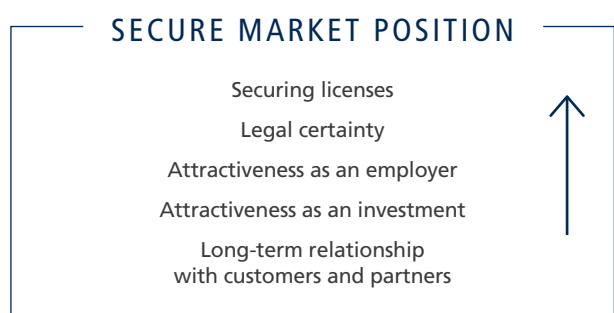 SECURE MARKET POSITION
Securing licenses
Legal certainty
Attractiveness as an employer
Attractiveness as an investment
Long-term relationship
with customers and partners